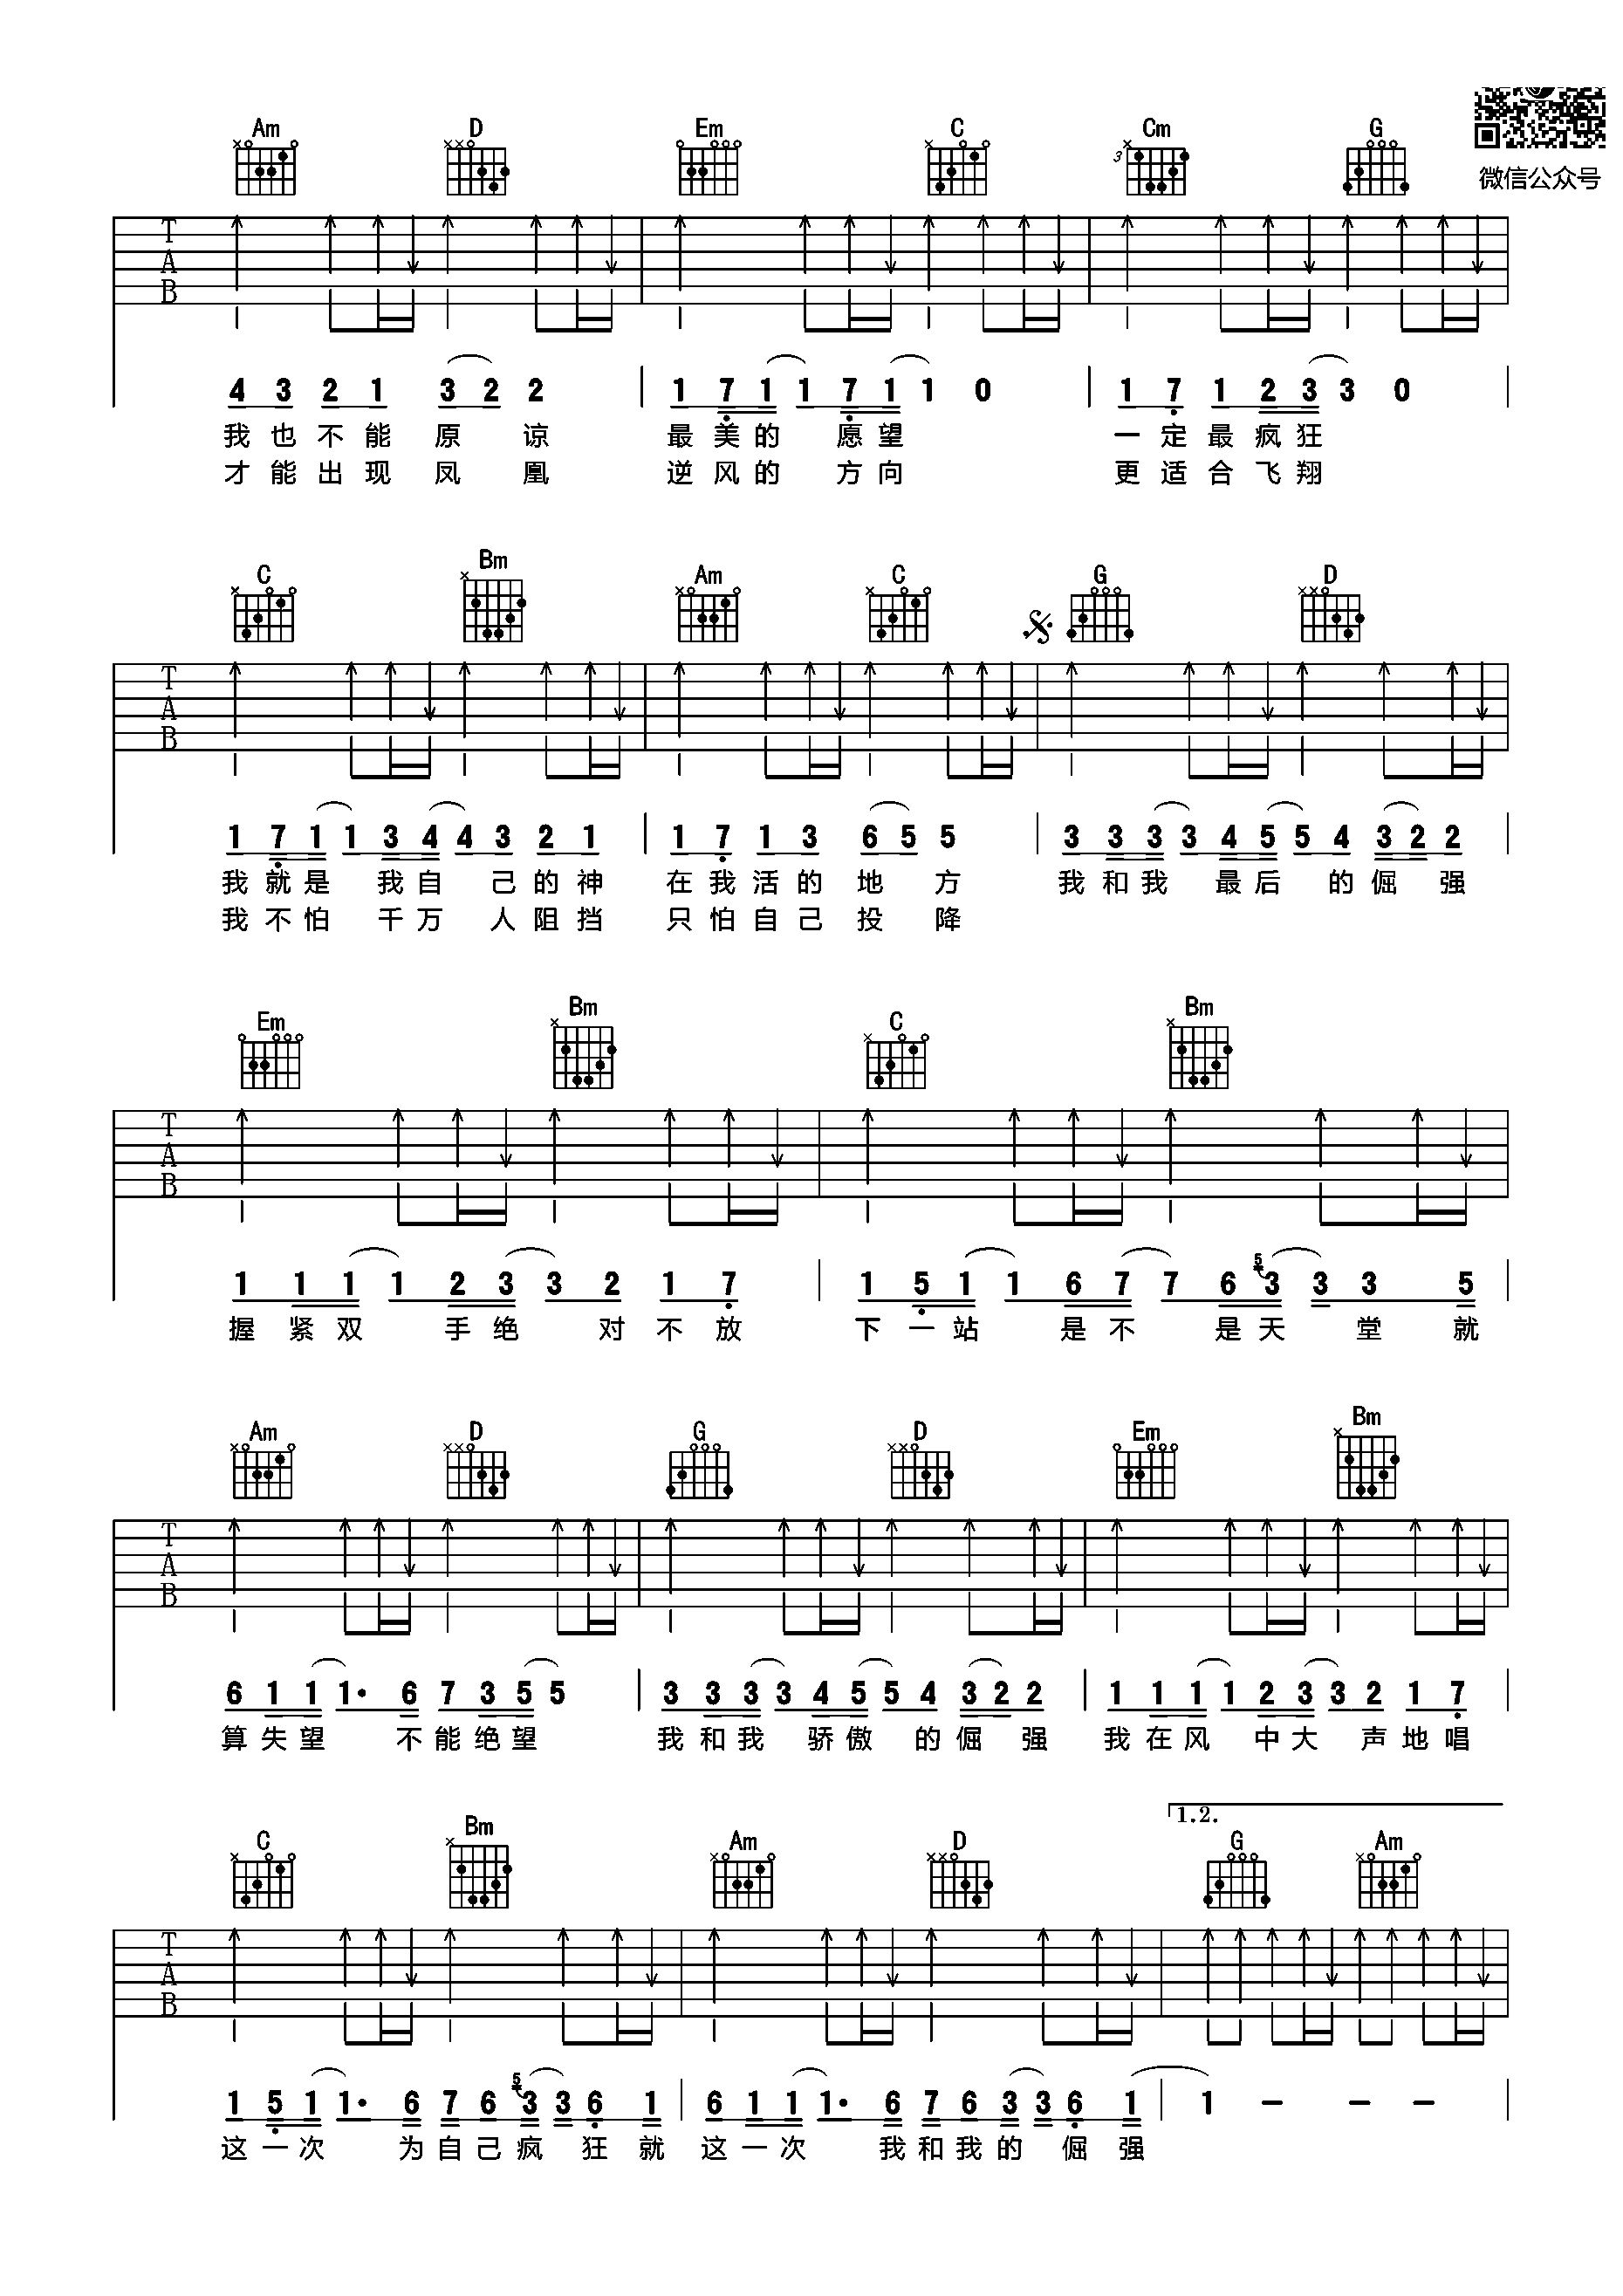 微信公众号
Am D Em C Cm G
3
T
A
B
4 3 2 1 3 2 2 1 7 1 1 7 1 1 0 1 7 1 2 3 3 0
我也不能原谅 最美的愿望 一定最疯狂
才能出现凤凰 逆风的方向 更适合飞翔
C Bm Am C G D
T
A
B
1 7 1 1 3 4 4 3 2 1 1 7 1 3 6 5 5 3 3 3 3 4 5 5 4 3 2 2
我就是我自己的神 在我活的地方 我和我最后的倔强
我不怕千万人阻挡 只怕自己投降
Em Bm C Bm
T
A
B
1 1 1 1 2 3 3 2 1 7 1 5 1 1 6 7 7 6 5 3 3 3 5
握紧双手绝对不放 下一站是不是天堂就
Am D G D Em Bm
T
A
B
6 1 1 1· 6 7 3 5 5 3 3 3 3 4 5 5 4 3 2 2 1 1 1 1 2 3 3 2 1 7
算失望不能绝望 我和我骄傲的倔强 我在风中大声地唱
1.2.
C Bm Am D G Am
T
A
B
1 5 1 1· 6 7 6 5 3 3 6 1 6 1 1 1· 6 7 6 3 3 6 1 1 – – –
这一次为自己疯狂就 这一次我和我的倔强